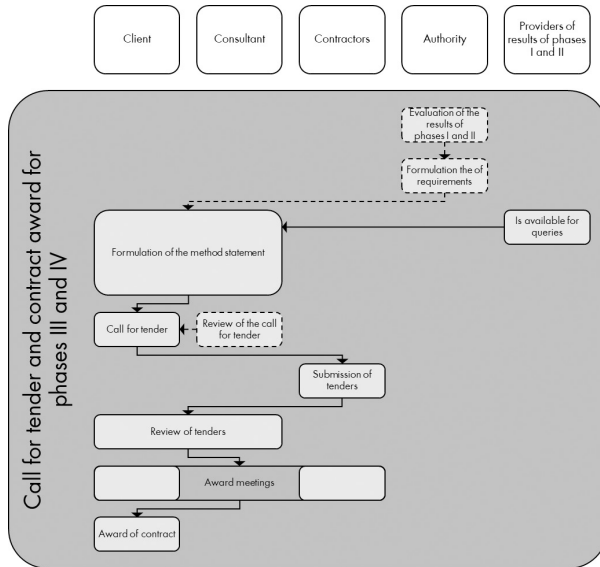 Client
Consultant
Contractors
Authority
Providers of
results of phases
I and II
Call for tender and contract award for
phases III and IV
Evaluation of the
results of
phases I and II
Formulation the of
requirements
Formulation of the method statement
Is available for
queries
Call for tender
Review of the call
for tender
Submission of
tenders
Review of tenders
Award meetings
Award of contract